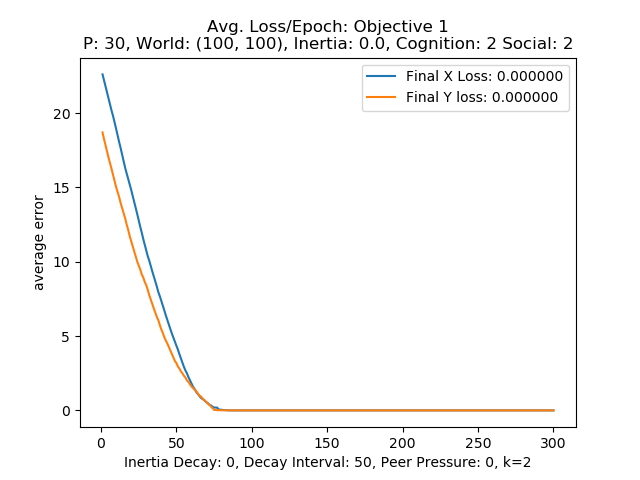 Avg. Loss/Epoch: Objective 1
P: 30, World: (100, 100), Inertia: 0.0, Cognition: 2 Social: 2
Final X Loss: 0.000000
Final Y loss: 0.000000
average error
20
15
10
5
0
0 50 100 150 200 250 300
Inertia Decay: 0, Decay Interval: 50, Peer Pressure: 0, k=2